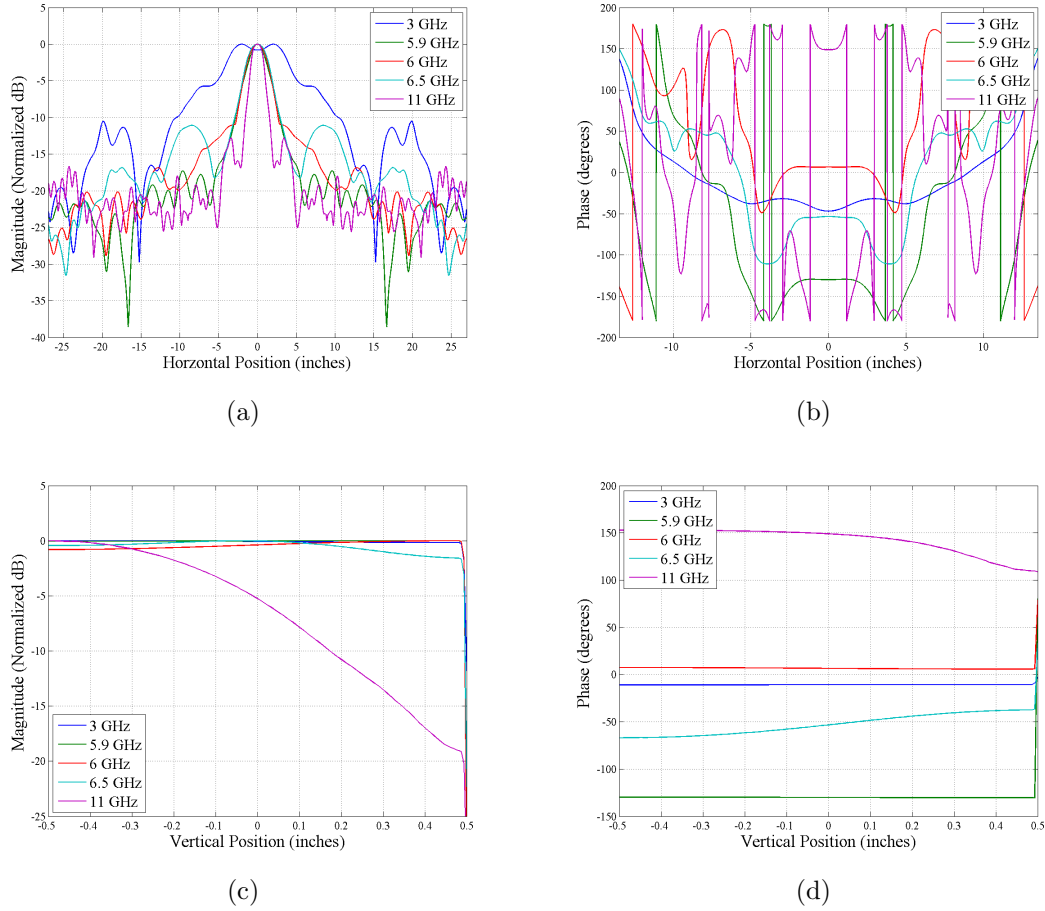 5
0
-5
-10
-15
-20
-25
-30
-35
-40
-25 -20 -15 -10 -5 0 5 10 15 20 25
Magnitude (Normalized dB)
Horzontal Position (inches)
3 GHz
5.9 GHz
6 GHz
6.5 GHz
11 GHz
(a)
200
150
100
50
0
-50
-100
-150
-200
-10 -5 0 5 10
Phase (degrees)
Horizontal Position (inches)
3 GHz
5.9 GHz
6 GHz
6.5 GHz
11 GHz
(b)
5
0
-5
-10
-15
-20
-25
-0.5 -0.4 -0.3 -0.2 -0.1 0 0.1 0.2 0.3 0.4 0.5
Magnitude (Normalized dB)
Vertical Position (inches)
3 GHz
5.9 GHz
6 GHz
6.5 GHz
11 GHz
(c)
200
150
100
50
0
-50
-100
-150
-0.5 -0.4 -0.3 -0.2 -0.1 0 0.1 0.2 0.3 0.4 0.5
Phase (degrees)
Vertical Position (inches)
3 GHz
5.9 GHz
6 GHz
6.5 GHz
11 GHz
(d)